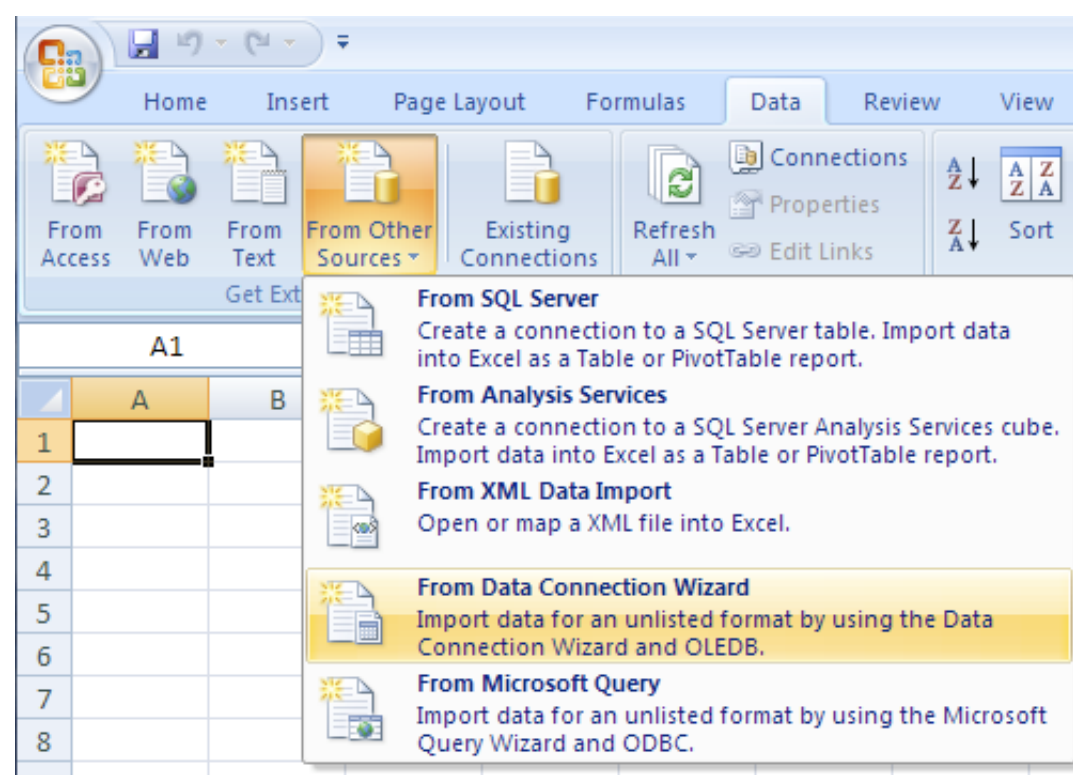 Home Insert Page Layout Formulas Data Review View
From Access
From Web
From Text
From Other Sources
Existing Connections
Refresh All
Connections
Properties
Edit Links
A Z
Z A
A Z
Z A
Sort
Get Ext
A1
A B
1
2
3
4
5
6
7
8
From SQL Server
Create a connection to a SQL Server table. Import data
into Excel as a Table or PivotTable report.
From Analysis Services
Create a connection to a SQL Server Analysis Services cube.
Import data into Excel as a Table or PivotTable report.
From XML Data Import
Open or map a XML file into Excel.
From Data Connection Wizard
Import data for an unlisted format by using the Data
Connection Wizard and OLEDB.
From Microsoft Query
Import data for an unlisted format by using the Microsoft
Query Wizard and ODBC.